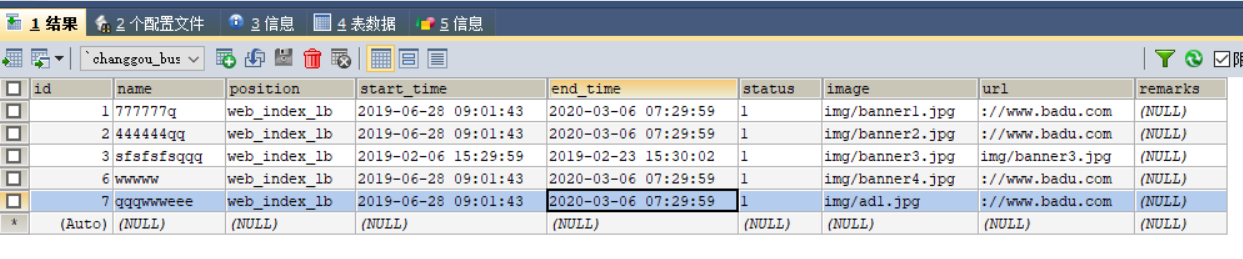 1 结果 2 个配置文件 3 信息 4 表数据 5 信息
`changgou_bus
id name position start_time end_time status image url remarks
1 777777q web_index_lb 2019-06-28 09:01:43 2020-03-06 07:29:59 1 img/banner1.jpg ://www.badu.com (NULL)
2 444444qq web_index_lb 2019-06-28 09:01:43 2020-03-06 07:29:59 1 img/banner2.jpg ://www.badu.com (NULL)
3 sfsfsfsqqq web_index_lb 2019-02-06 15:29:59 2019-02-23 15:30:02 1 img/banner3.jpg img/banner3.jpg (NULL)
6 wwwww web_index_lb 2019-06-28 09:01:43 2020-03-06 07:29:59 1 img/banner4.jpg ://www.badu.com (NULL)
7 qqqwwweee web_index_lb 2019-06-28 09:01:43 2020-03-06 07:29:59 1 img/ad1.jpg ://www.badu.com (NULL)
* (Auto) (NULL) (NULL) (NULL) (NULL) (NULL) (NULL) (NULL) (NULL)